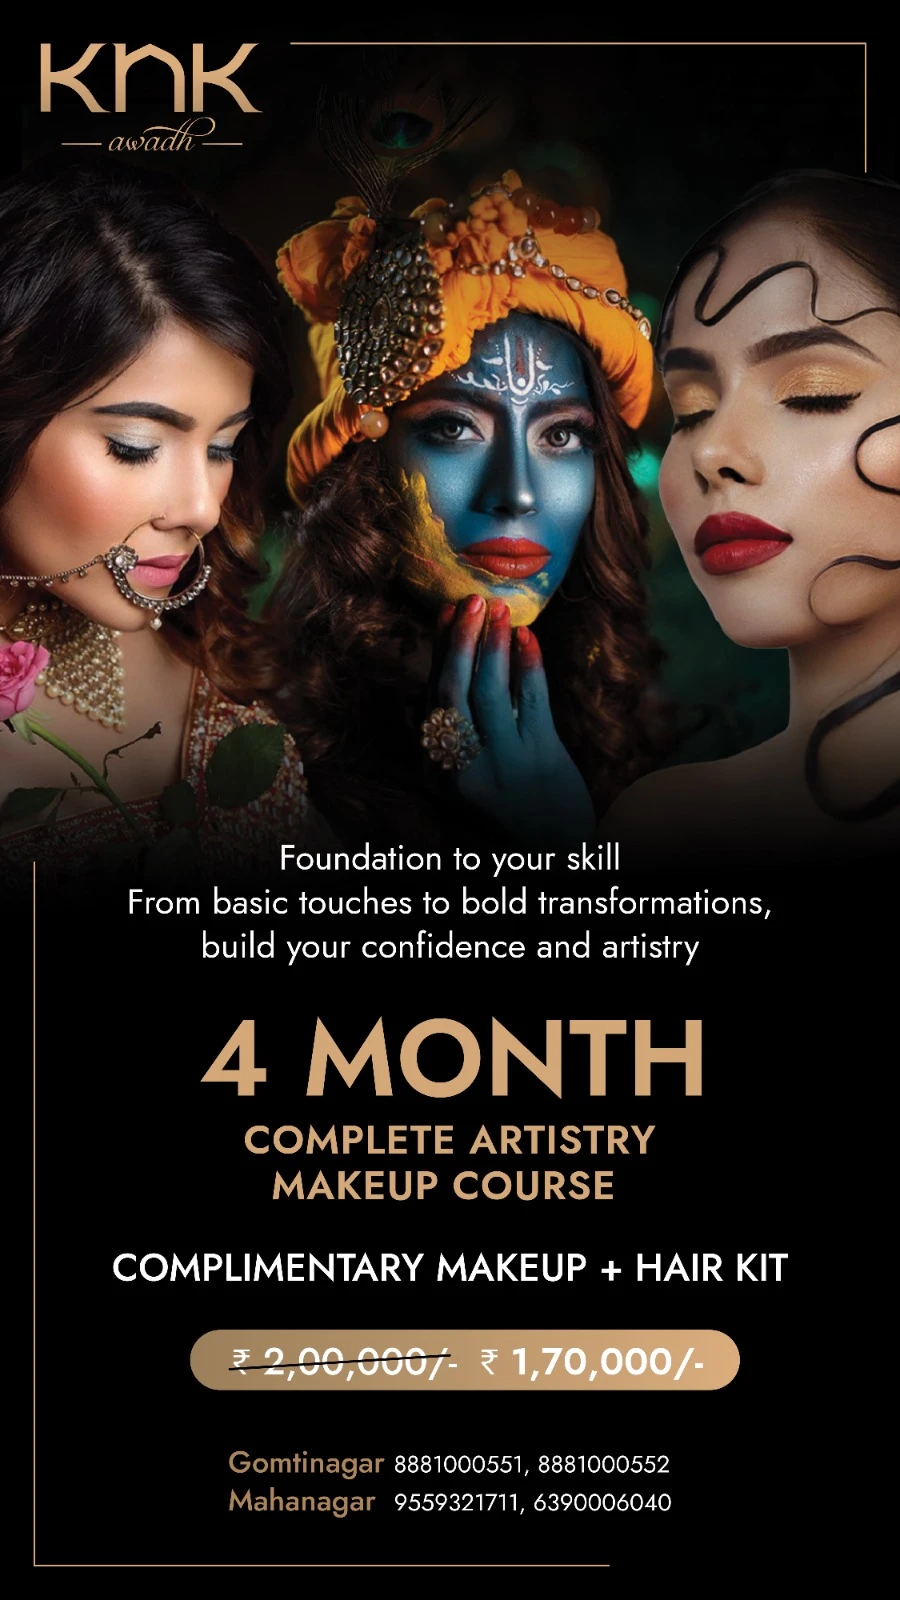 KNK
awadh
Foundation to your skill
From basic touches to bold transformations,
build your confidence and artistry
4 MONTH
COMPLETE ARTISTRY
MAKEUP COURSE
COMPLIMENTARY MAKEUP + HAIR KIT
₹ 2,00,000/- ₹ 1,70,000/-
Gomtinagar 8881000551, 8881000552
Mahanagar 9559321711, 6390006040